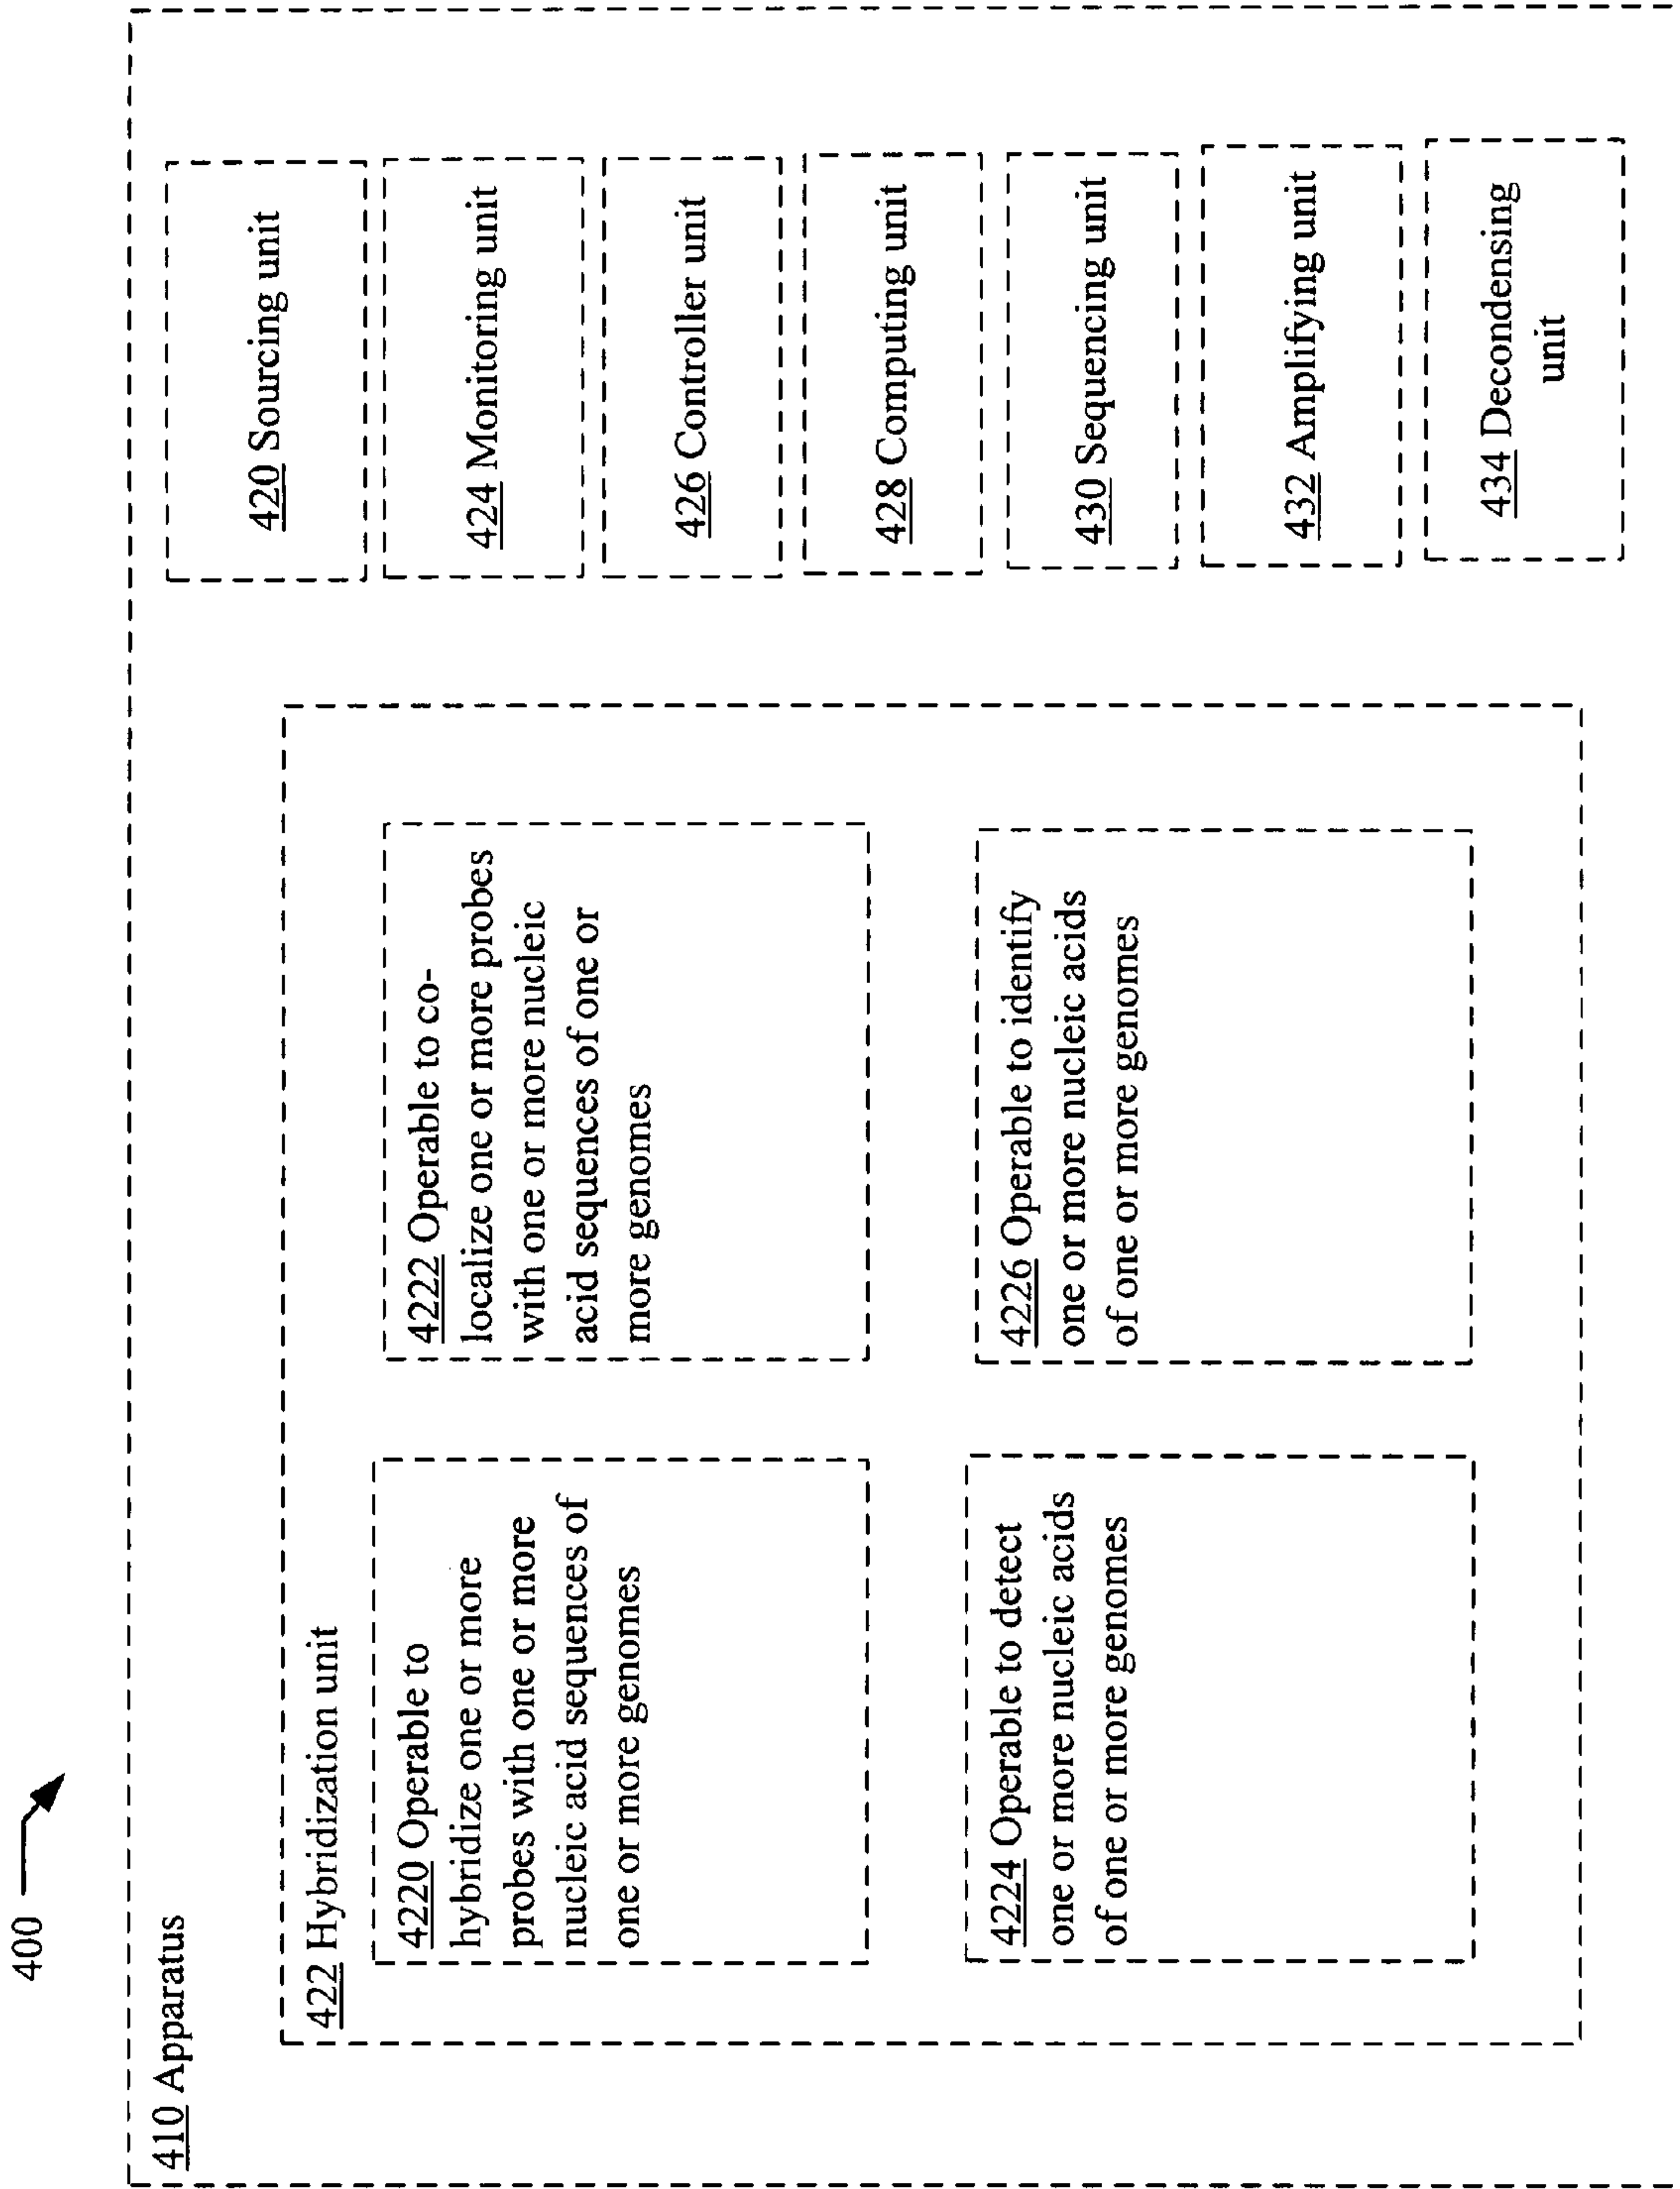 400
410 Apparatus
422 Hybridization unit
4220 Operable to
hybridize one or more
probes with one or more
nucleic acid sequences of
one or more genomes
4222 Operable to co-
localize one or more probes
with one or more nucleic
acid sequences of one or
more genomes
4224 Operable to detect
one or more nucleic acids
of one or more genomes
4226 Operable to identify
one or more nucleic acids
of one or more genomes
420 Sourcing unit
424 Monitoring unit
426 Controller unit
428 Computing unit
430 Sequencing unit
432 Amplifying unit
434 Decondensing
unit